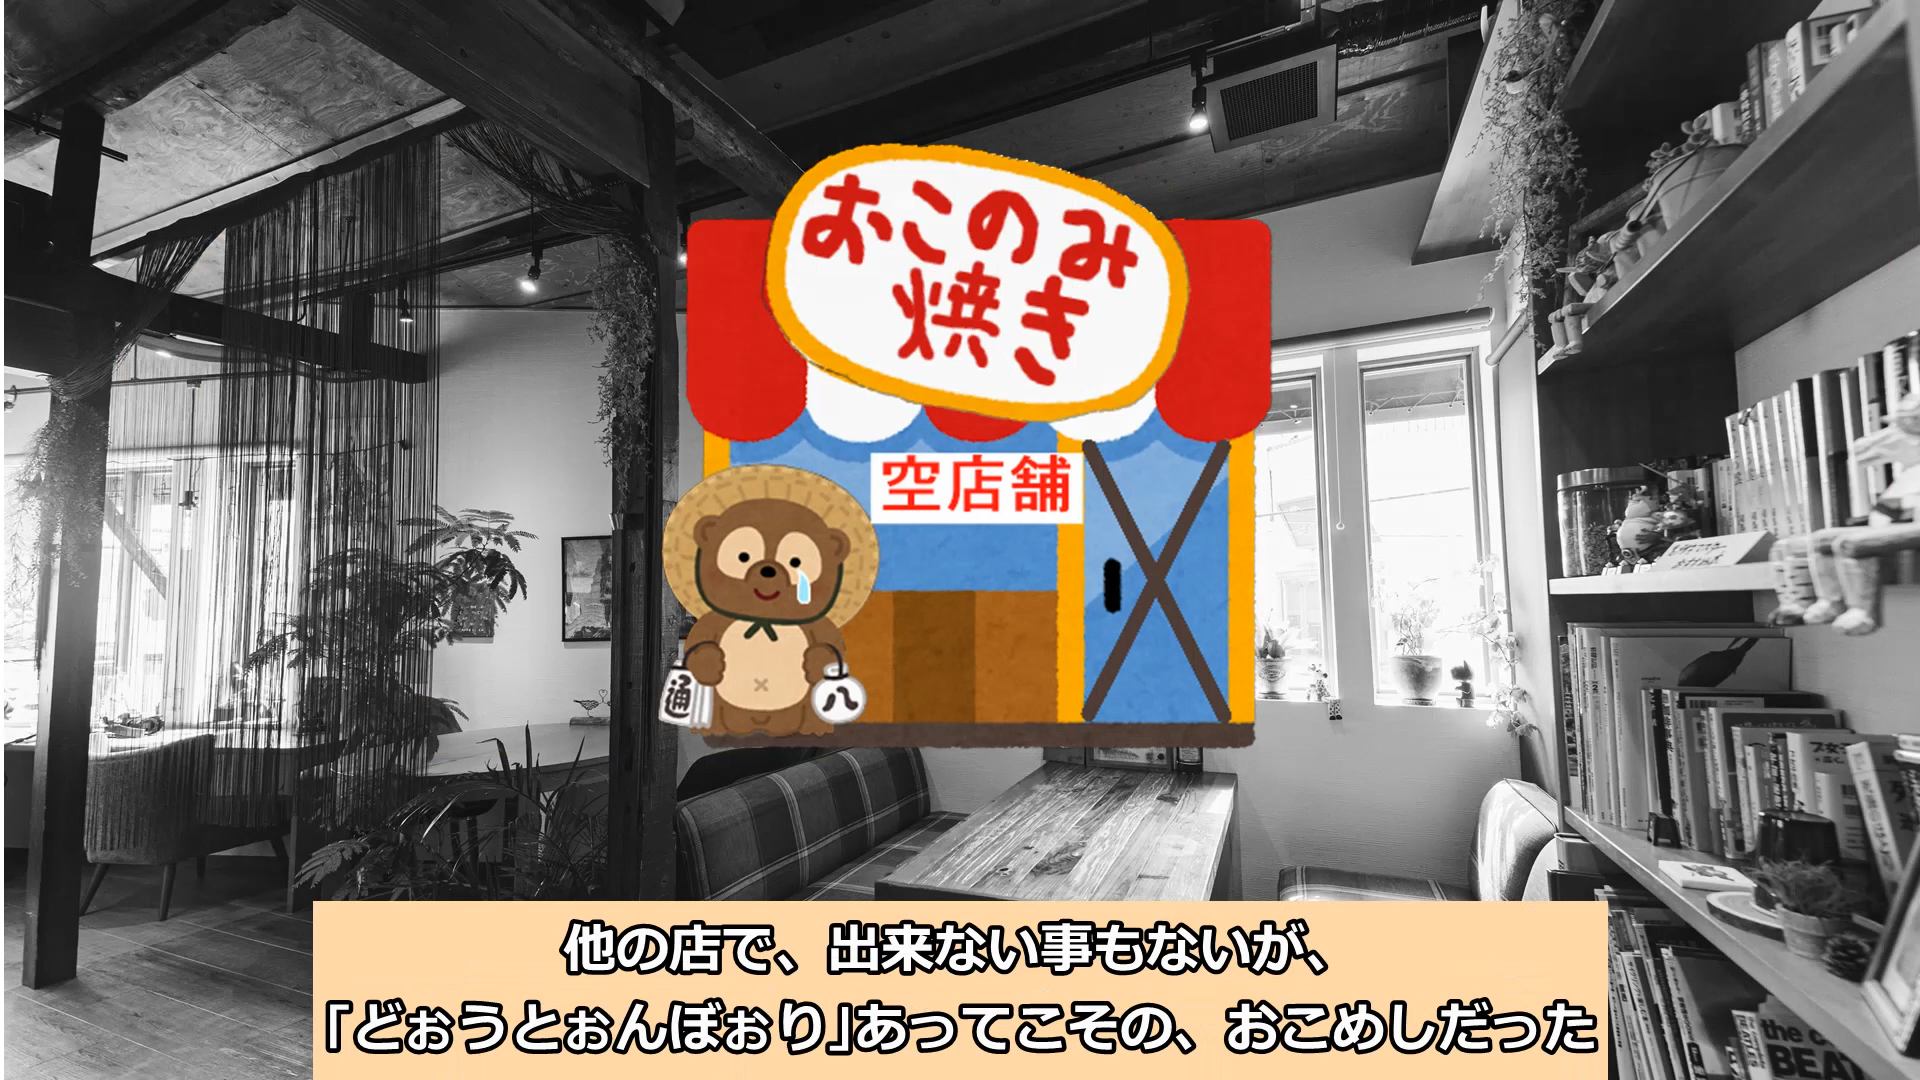 おこのみ
焼き
空店舗
通
八
他の店で、出来ない事もないが、
「どぉうとぉんぼぉり」あってこその、おこめしだった
the c
BEA